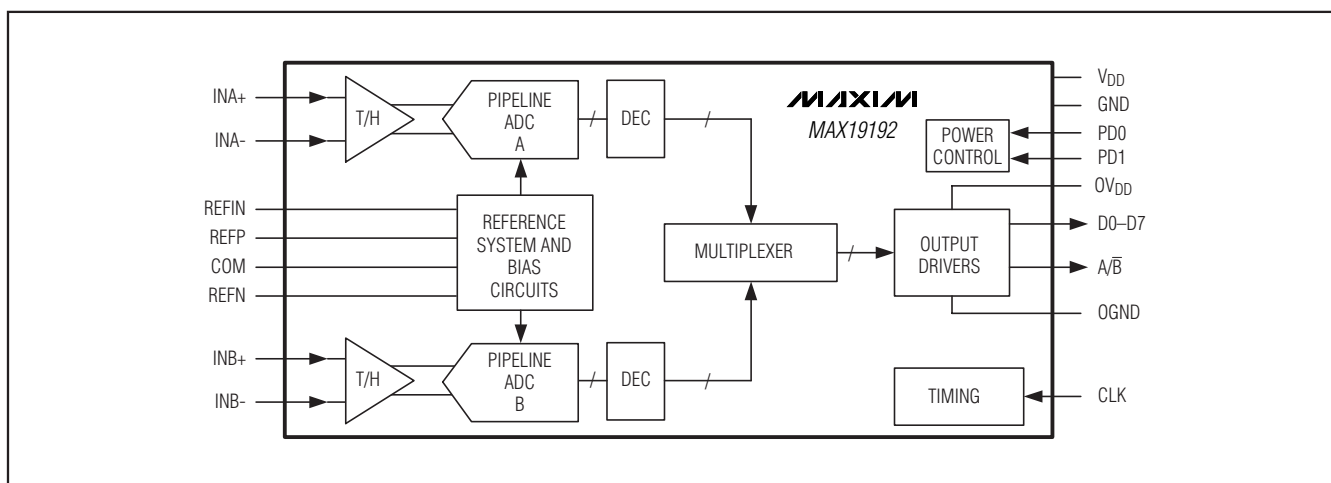 INA+
INA-
T/H
PIPELINE
ADC
A
DEC
REFIN
REFP
COM
REFN
REFERENCE
SYSTEM AND
BIAS
CIRCUITS
INB+
INB-
T/H
PIPELINE
ADC
B
DEC
MULTIPLEXER
MAXIM
MAX19192
POWER
CONTROL
OUTPUT
DRIVERS
TIMING
VDD
GND
PD0
PD1
OVDD
D0–D7
A/B̅
OGND
CLK